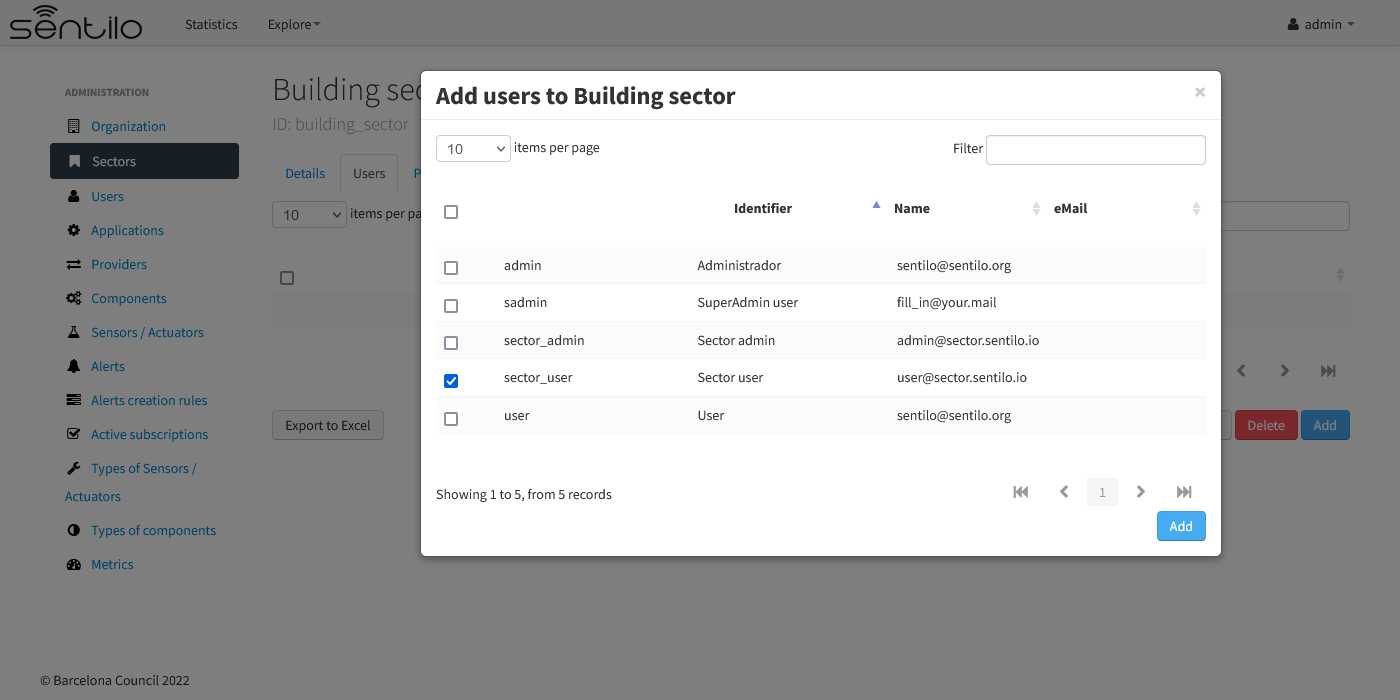 sentilo Statistics Explore admin
ADMINISTRATION
Organization
Sectors
Users
Applications
Providers
Components
Sensors / Actuators
Alerts
Alerts creation rules
Active subscriptions
Types of Sensors /
Actuators
Types of components
Metrics
Building sec
ID: building_sector
Details Users P
10 items per pa
Export to Excel
Delete Add
Add users to Building sector ×
10 items per page Filter
Identifier Name eMail
admin Administrador sentilo@sentilo.org
sadmin SuperAdmin user fill_in@your.mail
sector_admin Sector admin admin@sector.sentilo.io
sector_user Sector user user@sector.sentilo.io
user User sentilo@sentilo.org
Showing 1 to 5, from 5 records 1
Add
© Barcelona Council 2022